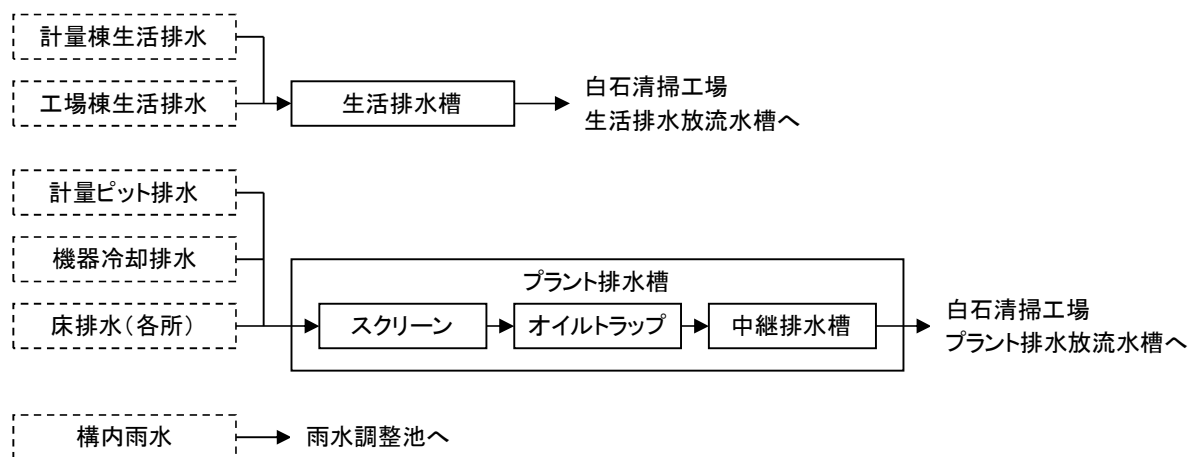 計量棟生活排水
工場棟生活排水
生活排水槽
白石清掃工場
生活排水放流水槽へ
計量ピット排水
機器冷却排水
床排水（各所）
プラント排水槽
スクリーン
オイルトラップ
中継排水槽
白石清掃工場
プラント排水放流水槽へ
構内雨水
雨水調整池へ